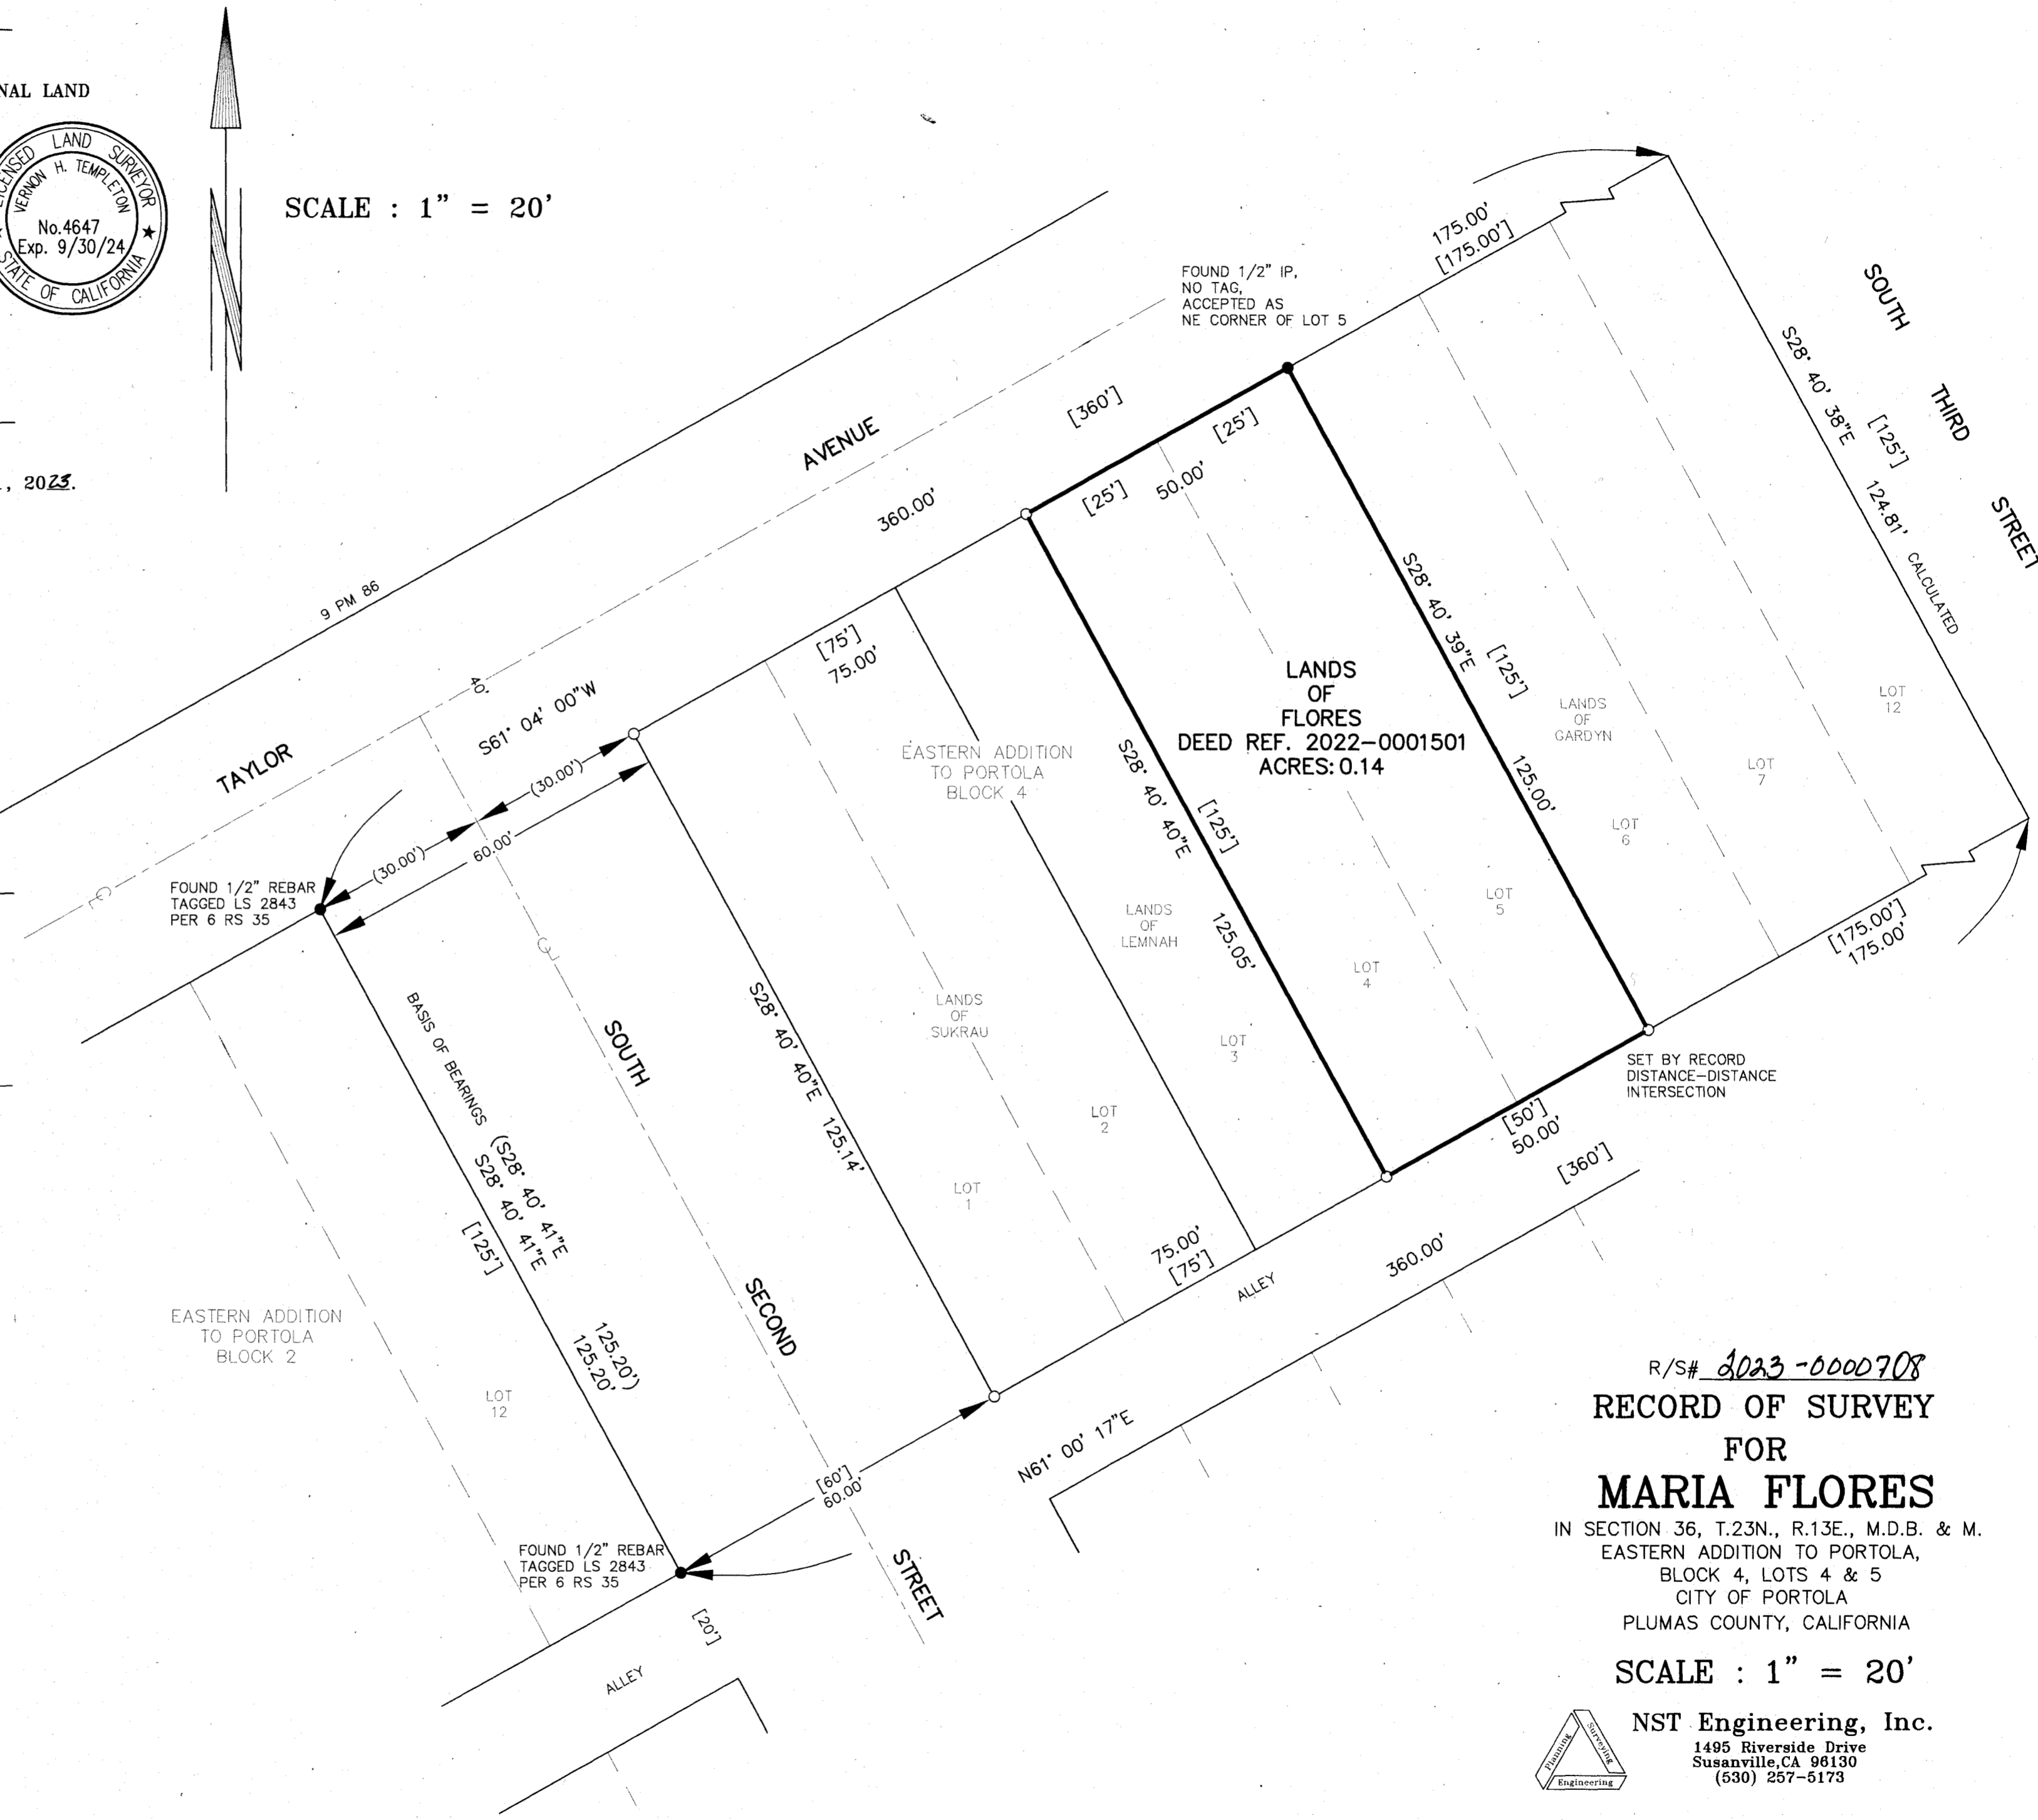 NAL LAND
LICENSED LAND SURVEYOR
VERNON H. TEMPLETON
No.4647
Exp. 9/30/24
STATE OF CALIFORNIA
, 2023.
SCALE : 1" = 20'
FOUND 1/2" IP,
NO TAG,
ACCEPTED AS
NE CORNER OF LOT 5
175.00'
[175.00']
SOUTH THIRD STREET
S28° 40' 38"E 124.81' CALCULATED
[125']
TAYLOR AVENUE
9 PM 86
40'
[360']
360.00'
[25']
[25']
50.00'
S61° 04' 00"W
[75']
75.00'
(30.00')
(30.00')
60.00'
FOUND 1/2" REBAR
TAGGED LS 2843
PER 6 RS 35
LANDS
OF
FLORES
DEED REF. 2022-0001501
ACRES: 0.14
S28° 40' 39"E 125.00'
[125']
S28° 40' 40"E 125.05'
[125']
EASTERN ADDITION
TO PORTOLA
BLOCK 4
LANDS
OF
GARDYN
LOT
12
LOT
7
LOT
6
LOT
5
LOT
4
LANDS
OF
LEMNAH
LOT
3
LANDS
OF
SUKRAU
LOT
2
LOT
1
[175.00']
175.00'
SET BY RECORD
DISTANCE-DISTANCE
INTERSECTION
[50']
50.00'
[360']
360.00'
75.00'
[75']
ALLEY
N61° 00' 17"E
S28° 40' 40"E 125.14'
SOUTH SECOND STREET
BASIS OF BEARINGS (S28° 40' 41"E 125.20')
S28° 40' 41"E 125.20'
[125']
EASTERN ADDITION
TO PORTOLA
BLOCK 2
LOT
12
[60']
60.00'
FOUND 1/2" REBAR
TAGGED LS 2843
PER 6 RS 35
[20']
ALLEY
R/S# 2023-0000708
RECORD OF SURVEY
FOR
MARIA FLORES
IN SECTION 36, T.23N., R.13E., M.D.B. & M.
EASTERN ADDITION TO PORTOLA,
BLOCK 4, LOTS 4 & 5
CITY OF PORTOLA
PLUMAS COUNTY, CALIFORNIA
SCALE : 1" = 20'
Planning
Surveying
Engineering
NST Engineering, Inc.
1495 Riverside Drive
Susanville,CA 96130
(530) 257-5173